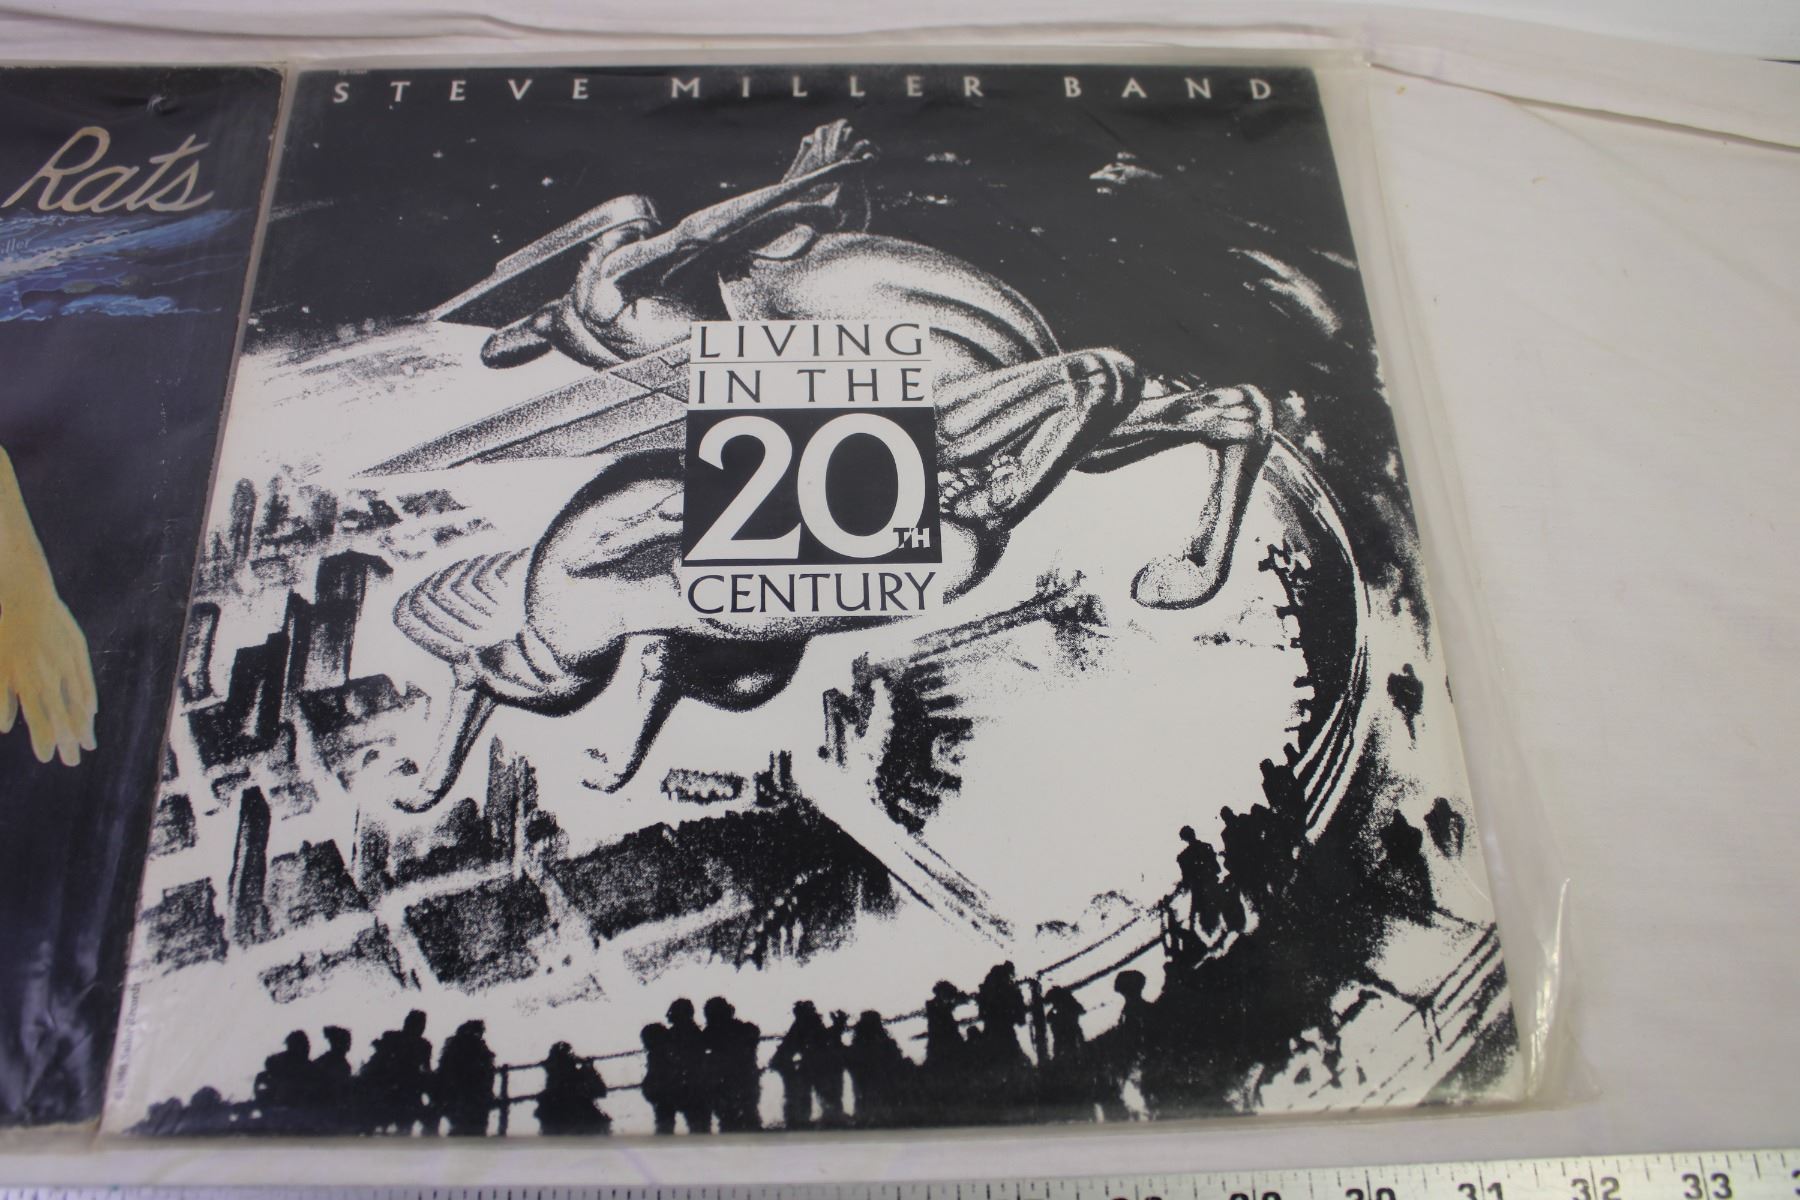 Rats
STEVE MILLER BAND
LIVING
IN THE
20TH
CENTURY
30 31 32 33